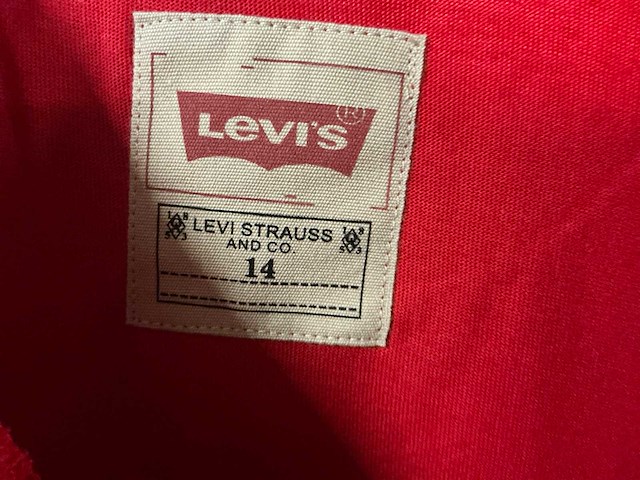 LEVI'S ®
LEVI STRAUSS
AND CO.
14